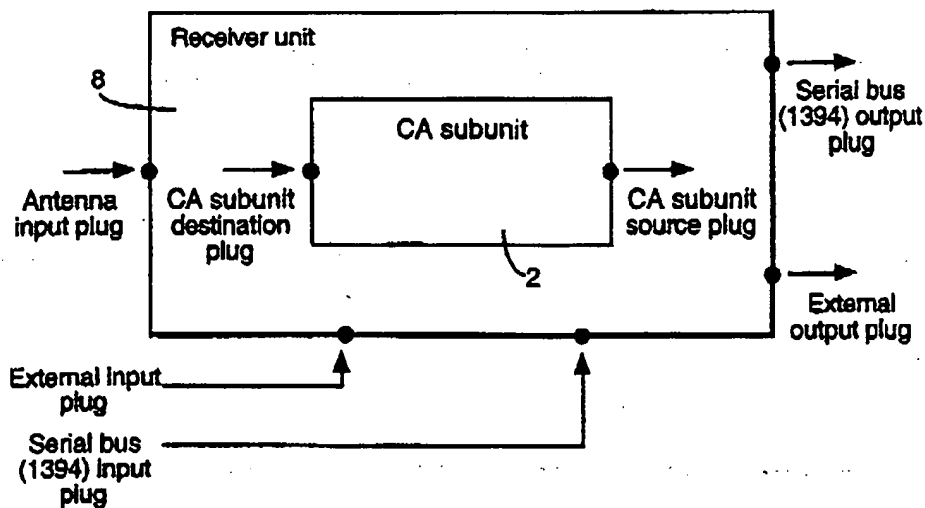 Receiver unit
8
CA subunit
Serial bus
(1394) output
plug
Antenna
input plug
CA subunit
destination
plug
CA subunit
source plug
2
External
output plug
External input
plug
Serial bus
(1394) input
plug